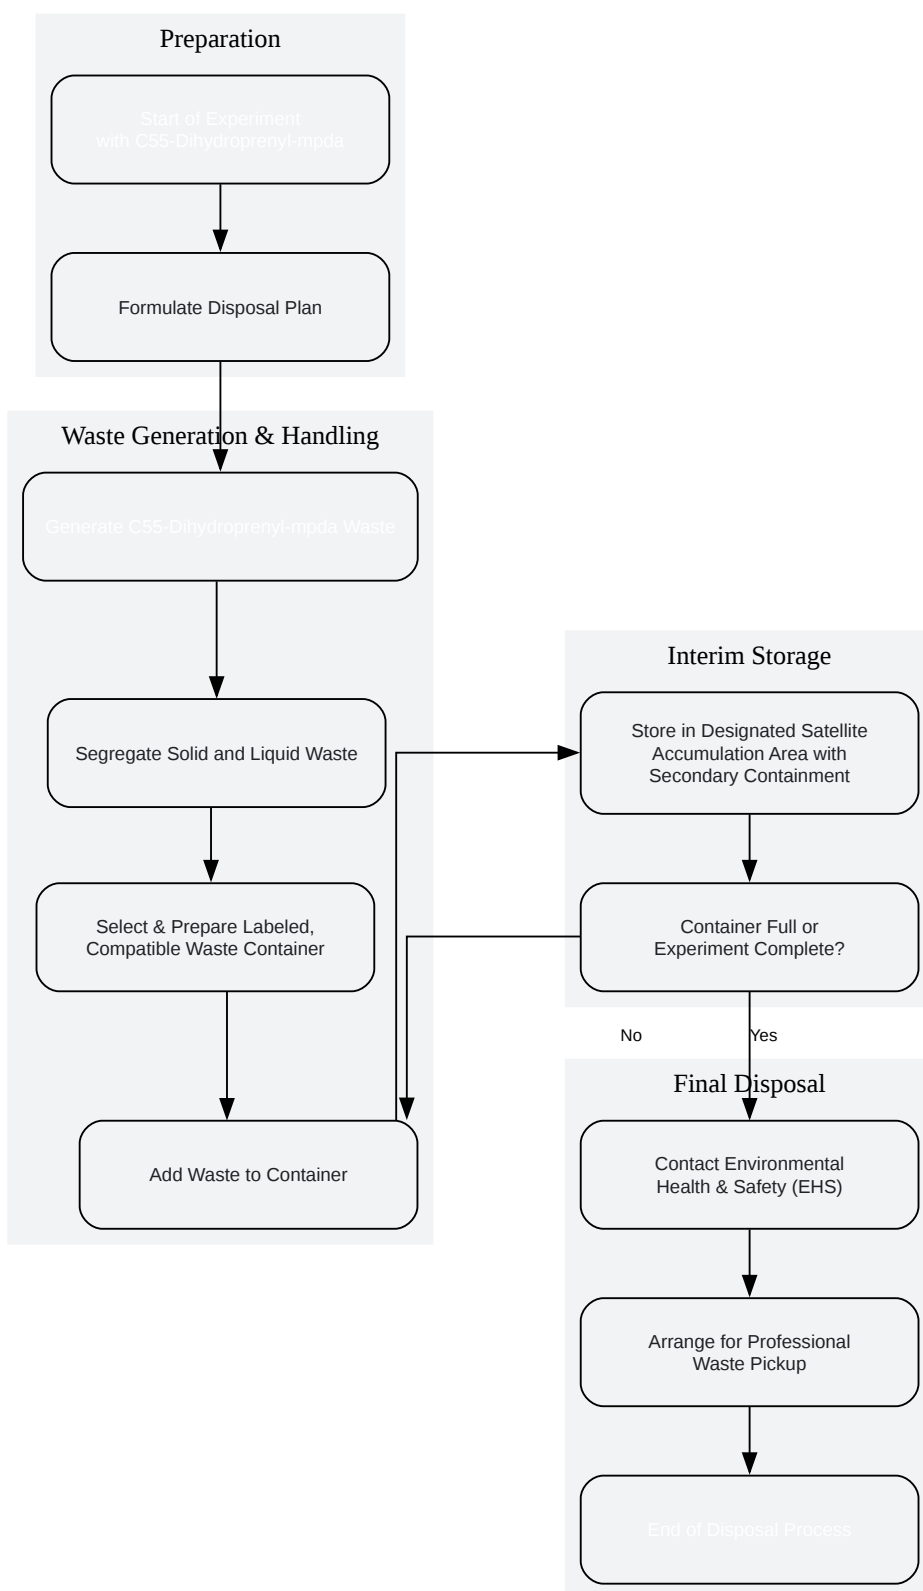 Preparation
Start of Experiment
with C55-Dihydroprenyl-mpda
Formulate Disposal Plan
Waste Generation & Handling
Generate C55-Dihydroprenyl-mpda Waste
Segregate Solid and Liquid Waste
Select & Prepare Labeled,
Compatible Waste Container
Add Waste to Container
Interim Storage
Store in Designated Satellite
Accumulation Area with
Secondary Containment
Container Full or
Experiment Complete?
No
Yes
Final Disposal
Contact Environmental
Health & Safety (EHS)
Arrange for Professional
Waste Pickup
End of Disposal Process